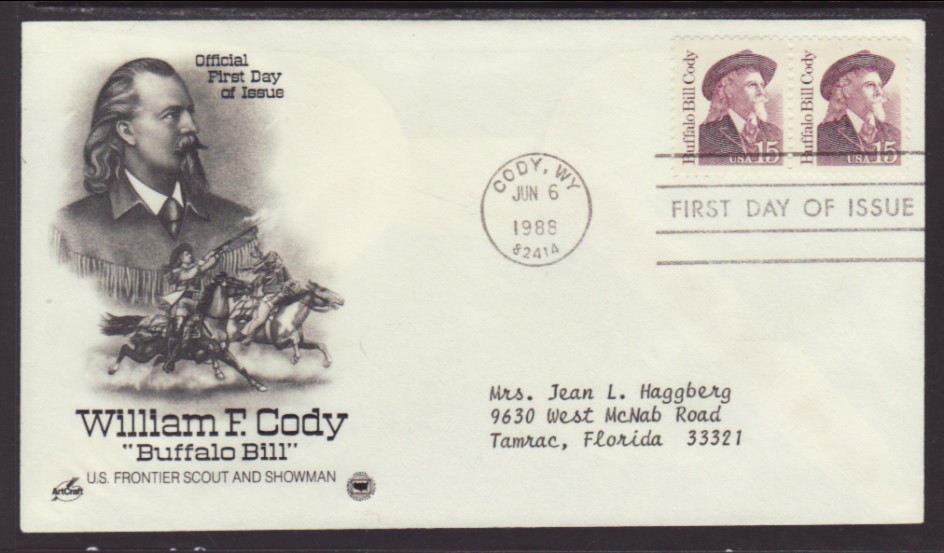 Official
First Day
of Issue
Buffalo Bill Cody
USA 15
Buffalo Bill Cody
USA 15
CODY, WY
JUN 6
1988
82414
FIRST DAY OF ISSUE
Mrs. Jean L. Haggberg
9630 West McNab Road
Tamrac, Florida 33321
William F. Cody
"Buffalo Bill"
U.S. FRONTIER SCOUT AND SHOWMAN
ArtCraft